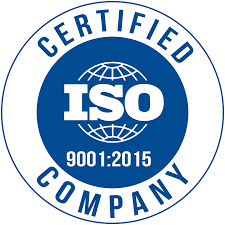 CERTIFIED
ISO
9001:2015
COMPANY